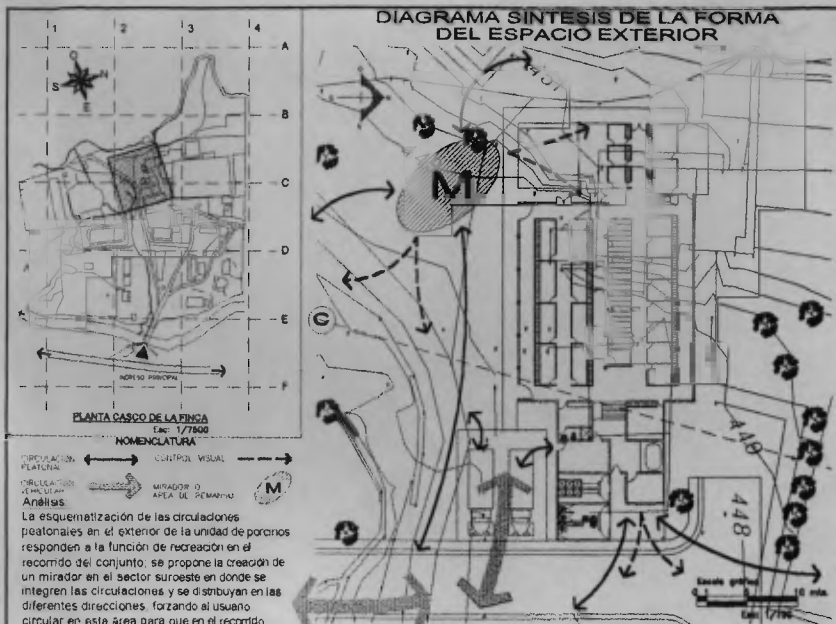 DIAGRAMA SINTESIS DE LA FORMA
DEL ESPACIO EXTERIOR
1 2 3 4
A
B
C
D
E
F
O
N
S
E
INGRESO PRINCIPAL
PLANTA CASCO DE LA FINCA
Esc: 1/7500
NOMENCLATURA
CIRCULACION PEATONAL
CONTROL VISUAL
CIRCULACION VEHICULAR
MIRADOR O AREA DE REMANSO
M
Análisis:
La esquematización de las circulaciones
peatonales en el exterior de la unidad de porcinos
responden a la función de recreación en el
recorrido del conjunto; se propone la creación de
un mirador en el sector suroeste en donde se
integren las circulaciones y se distribuyan en las
diferentes direcciones, forzando al usuario
circular en esta área para que en el recorrido
M
451
449
448
Escala gráfica
10 mts.